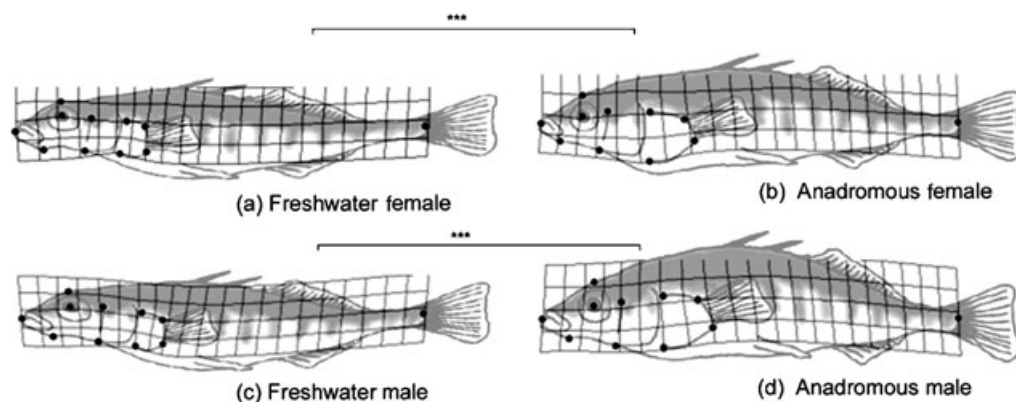 ***
(a) Freshwater female
(b) Anadromous female
***
(c) Freshwater male
(d) Anadromous male